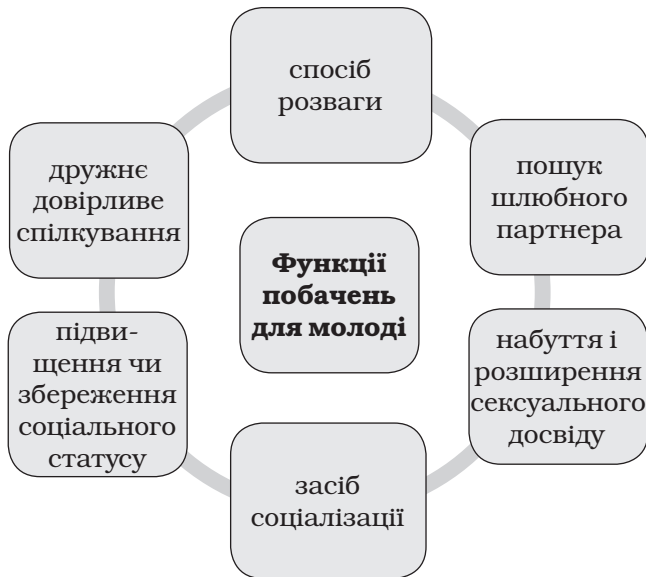 спосіб
розваги
пошук
шлюбного
партнера
набуття і
розширення
сексуального
досвіду
засіб
соціалізації
підви-
щення чи
збереження
соціального
статусу
дружнє
довірливе
спілкування
Функції
побачень
для молоді